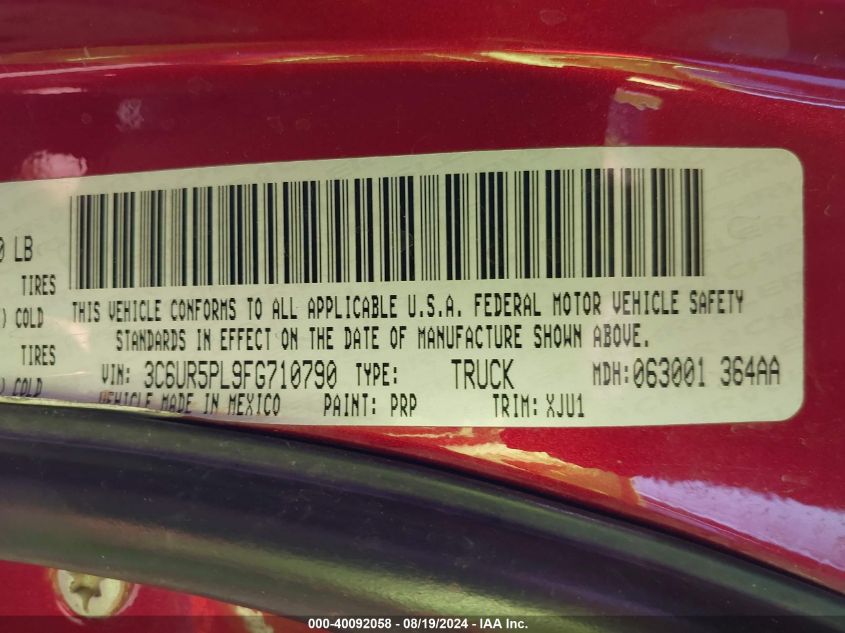 0 LB
TIRES
) COLD
TIRES
) COLD
THIS VEHICLE CONFORMS TO ALL APPLICABLE U.S.A. FEDERAL MOTOR VEHICLE SAFETY
STANDARDS IN EFFECT ON THE DATE OF MANUFACTURE SHOWN ABOVE.
VIN: 3C6UR5PL9FG710790 TYPE: TRUCK MDH:063001 364AA
VEHICLE MADE IN MEXICO PAINT: PRP TRIM: XJU1
000-40092058 - 08/19/2024 - IAA Inc.